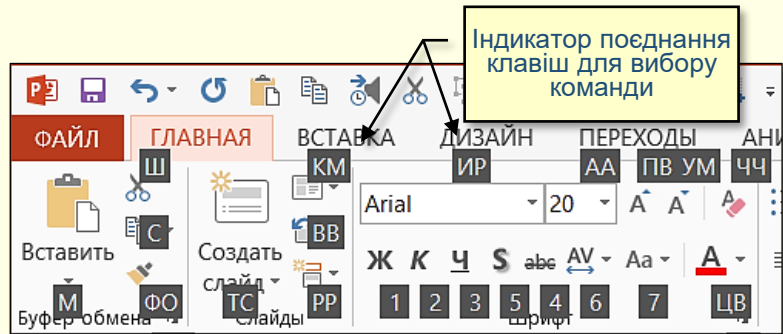 Індикатор поєднання
клавіш для вибору
команди
ФАЙЛ ГЛАВНАЯ ВСТАВКА ДИЗАЙН ПЕРЕХОДЫ АНИ
Ш КМ ИР АА ПВ УМ ЧЧ
Arial 20 A A
С ВВ
Вставить Создать Ж К Ч S abc AV Aa А
слайд
М ФО ТС РР 1 2 3 5 4 6 7 ЦВ
Буфер обмена Слайды Шрифт